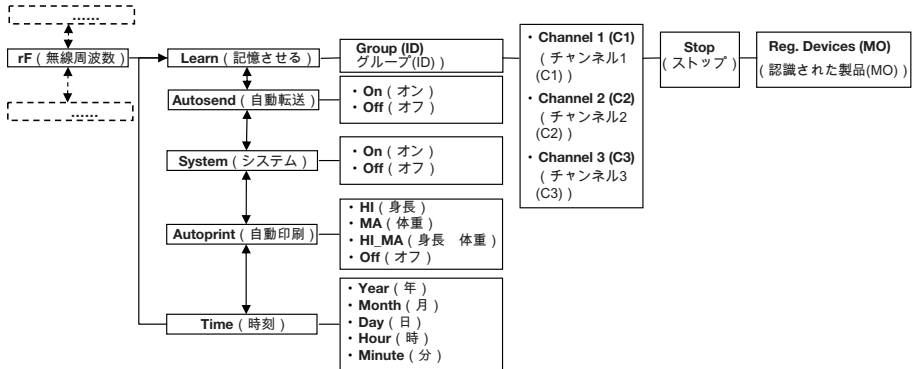 ......
rF ( 無線周波数 )
......
Learn ( 記憶させる )
Group (ID)
グループ(ID) )
・ Channel 1 (C1)
( チャンネル1
(C1) )
・ Channel 2 (C2)
( チャンネル2
(C2) )
・ Channel 3 (C3)
( チャンネル3
(C3) )
Stop
( ストップ )
Reg. Devices (MO)
( 認識された製品(MO) )
Autosend ( 自動転送 )
・ On ( オン )
・ Off ( オフ )
System ( システム )
・ On ( オン )
・ Off ( オフ )
Autoprint ( 自動印刷 )
・ HI ( 身長 )
・ MA ( 体重 )
・ HI_MA ( 身長　体重 )
・ Off ( オフ )
Time ( 時刻 )
・ Year ( 年 )
・ Month ( 月 )
・ Day ( 日 )
・ Hour ( 時 )
・ Minute ( 分 )